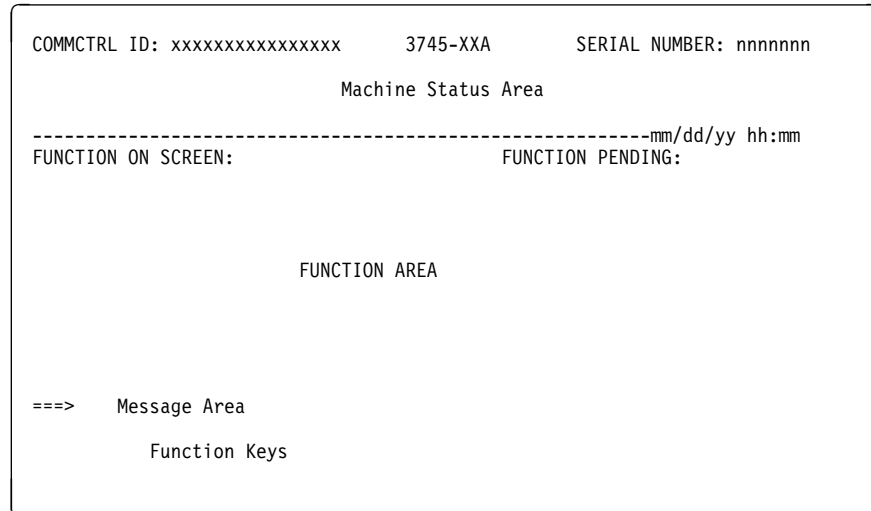 COMMCTRL ID: xxxxxxxxxxxxxxxx 3745-XXA SERIAL NUMBER: nnnnnnn
Machine Status Area
-------------------------------------------------------------mm/dd/yy hh:mm
FUNCTION ON SCREEN: FUNCTION PENDING:
FUNCTION AREA
===> Message Area
Function Keys